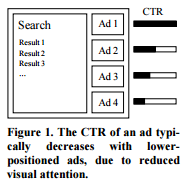 CTR
Search
Result 1
Result 2
Result 3
...
Ad 1
Ad 2
Ad 3
Ad 4
Figure 1. The CTR of an ad typi-
cally decreases with lower-
positioned ads, due to reduced
visual attention.